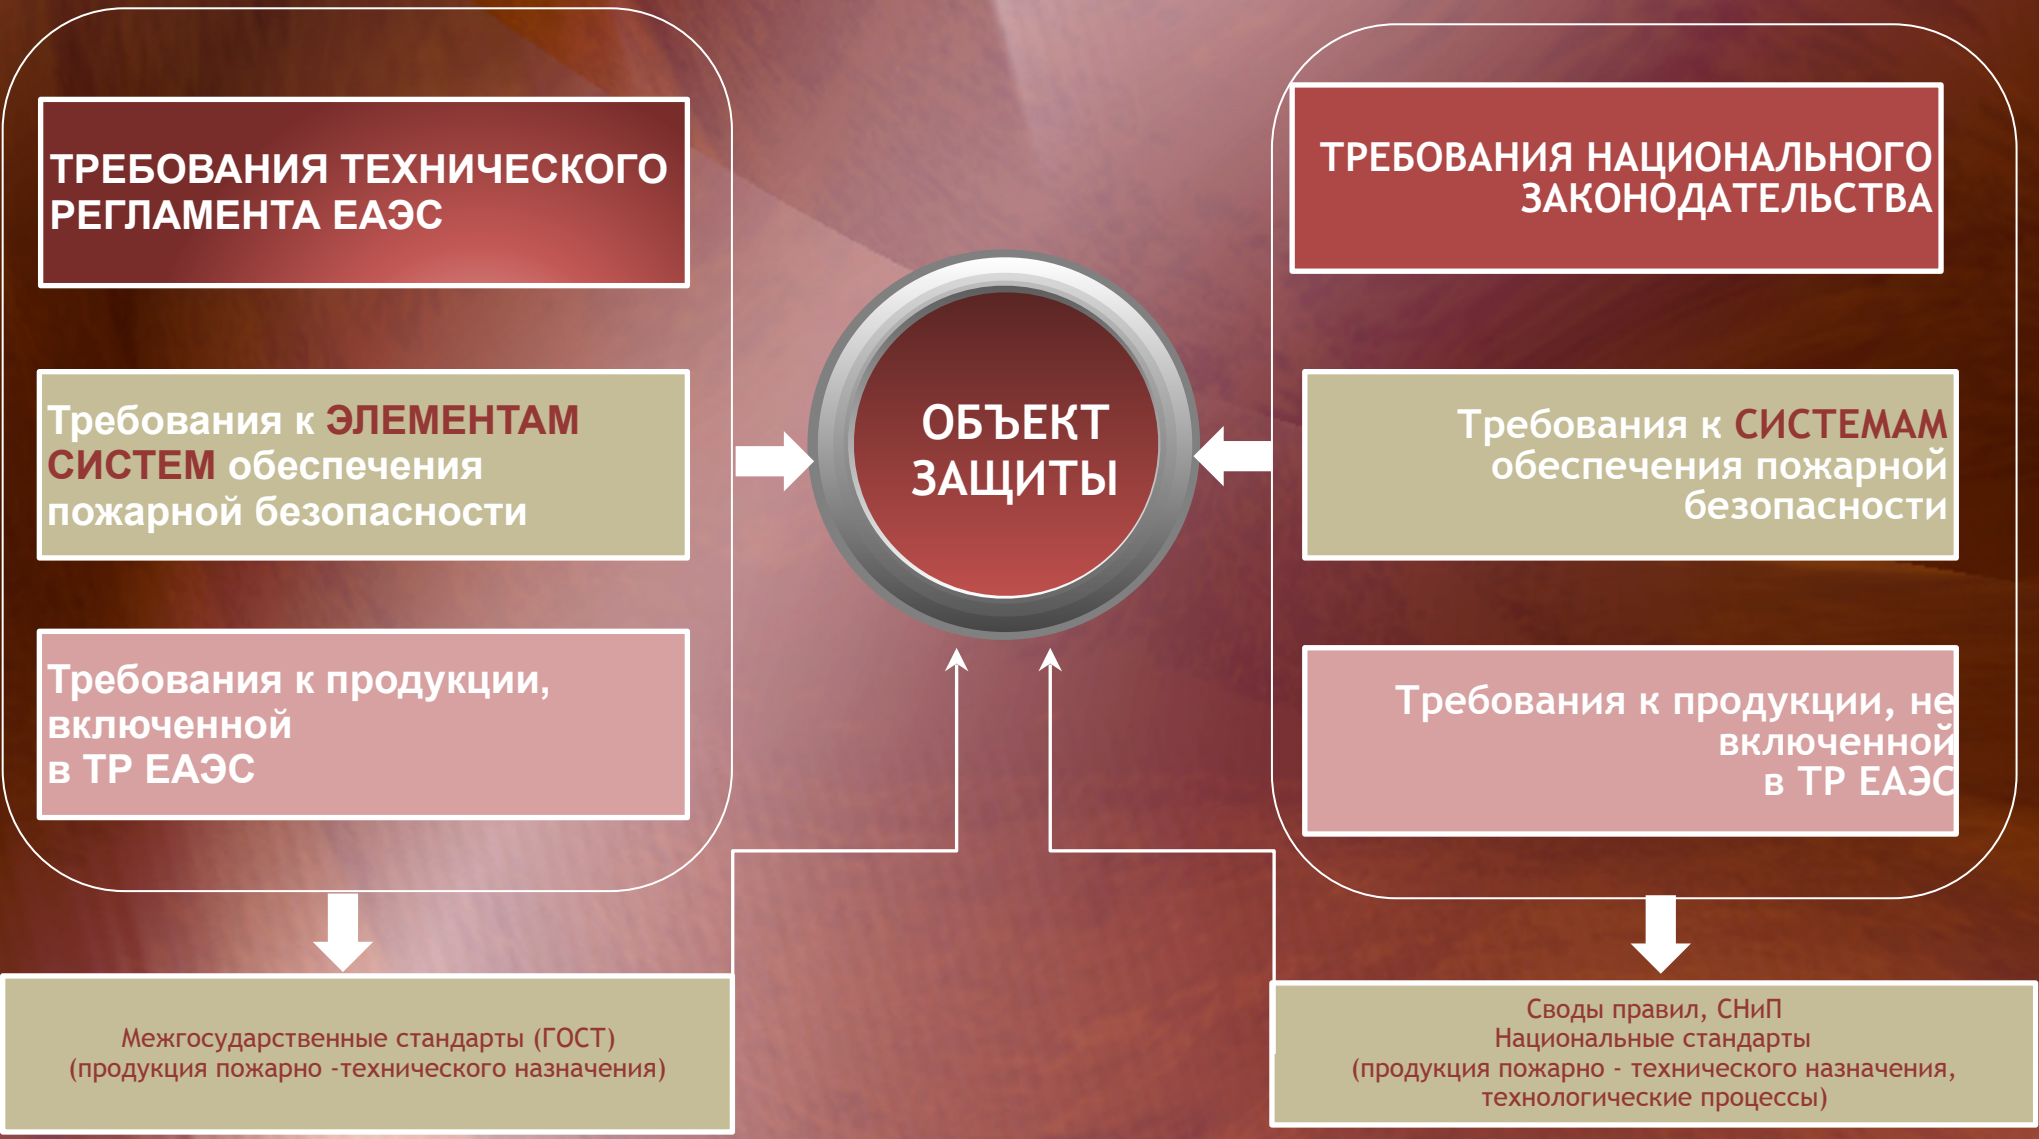 ТРЕБОВАНИЯ ТЕХНИЧЕСКОГО
РЕГЛАМЕНТА ЕАЭС
Требования к ЭЛЕМЕНТАМ
СИСТЕМ обеспечения
пожарной безопасности
Требования к продукции,
включенной
в ТР ЕАЭС
Межгосударственные стандарты (ГОСТ)
(продукция пожарно -технического назначения)
ОБЪЕКТ
ЗАЩИТЫ
ТРЕБОВАНИЯ НАЦИОНАЛЬНОГО
ЗАКОНОДАТЕЛЬСТВА
Требования к СИСТЕМАМ
обеспечения пожарной
безопасности
Требования к продукции, не
включенной
в ТР ЕАЭС
Своды правил, СНиП
Национальные стандарты
(продукция пожарно - технического назначения,
технологические процессы)